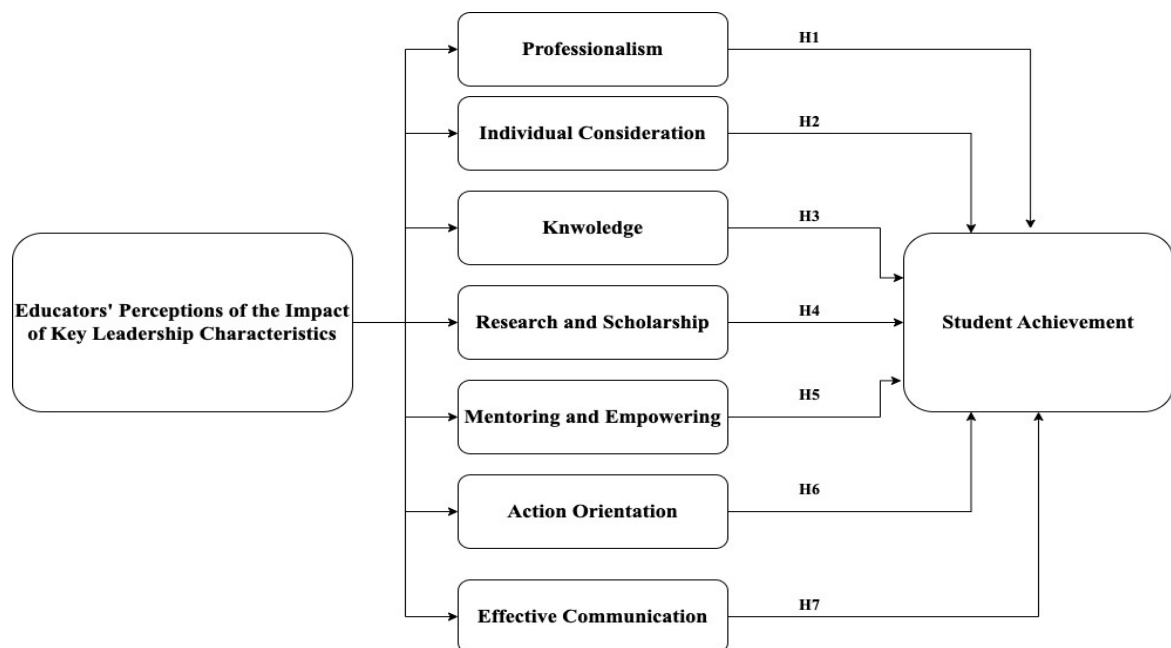 Professionalism
H1
Individual Consideration
H2
Knwoledge
H3
Educators' Perceptions of the Impact
of Key Leadership Characteristics
Research and Scholarship
H4
Student Achievement
Mentoring and Empowering
H5
Action Orientation
H6
Effective Communication
H7